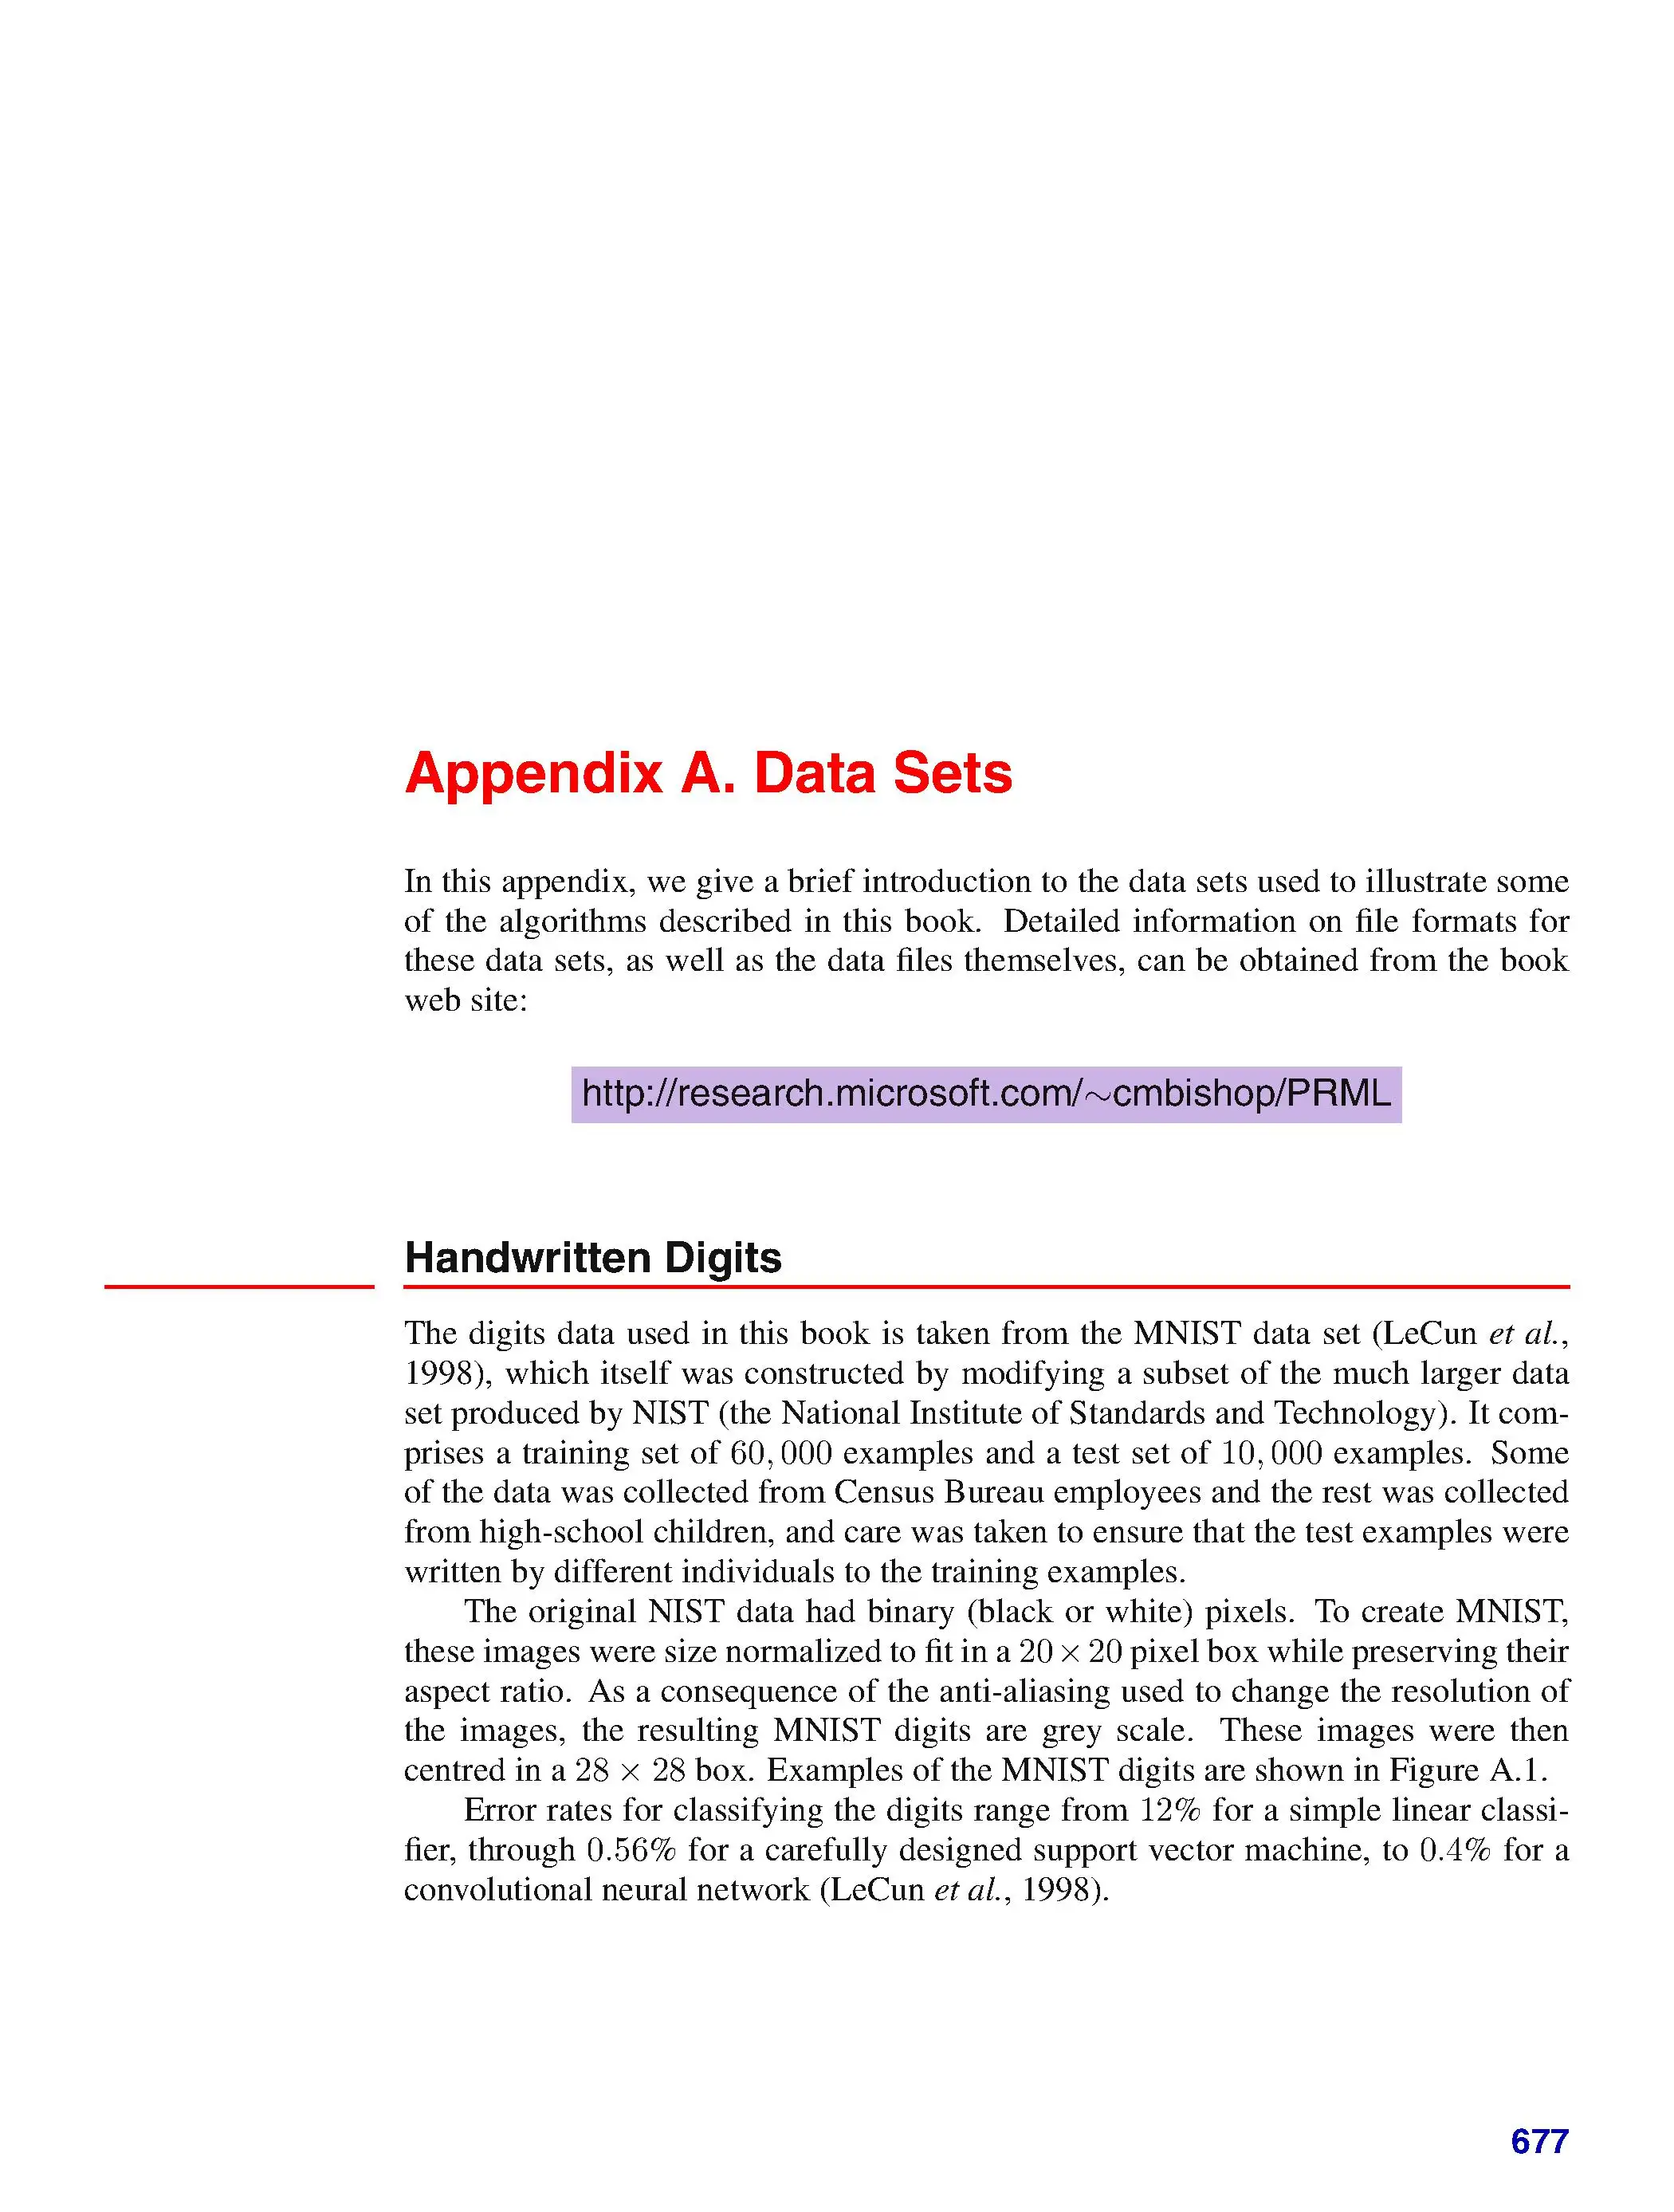 Appendix A. Data Sets
In this appendix, we give a brief introduction to the data sets used to illustrate some
of the algorithms described in this book. Detailed information on file formats for
these data sets, as well as the data files themselves, can be obtained from the book
web site:
http://research.microsoft.com/~cmbishop/PRML
Handwritten Digits
The digits data used in this book is taken from the MNIST data set (LeCun et al.,
1998), which itself was constructed by modifying a subset of the much larger data
set produced by NIST (the National Institute of Standards and Technology). It com-
prises a training set of 60, 000 examples and a test set of 10, 000 examples. Some
of the data was collected from Census Bureau employees and the rest was collected
from high-school children, and care was taken to ensure that the test examples were
written by different individuals to the training examples.
The original NIST data had binary (black or white) pixels. To create MNIST,
these images were size normalized to fit in a 20 × 20 pixel box while preserving their
aspect ratio. As a consequence of the anti-aliasing used to change the resolution of
the images, the resulting MNIST digits are grey scale. These images were then
centred in a 28 × 28 box. Examples of the MNIST digits are shown in Figure A.1.
Error rates for classifying the digits range from 12% for a simple linear classi-
fier, through 0.56% for a carefully designed support vector machine, to 0.4% for a
convolutional neural network (LeCun et al., 1998).
677